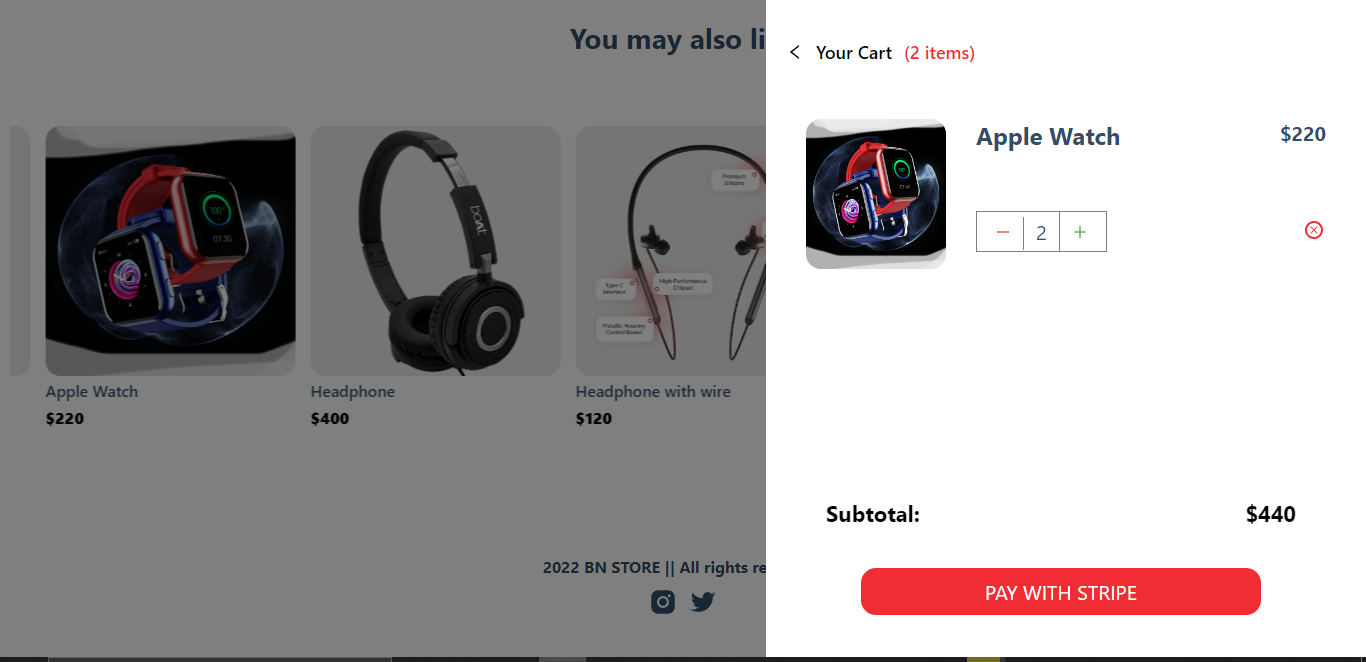 You may also li
Your Cart (2 items)
Apple Watch $220
2
boAt
07:30
Premium
Silicone
Type-C
Interface
High-Performance
Chipset
Metallic Housing
Control Board
Apple Watch
$220
Headphone
$400
Headphone with wire
$120
Subtotal: $440
PAY WITH STRIPE
2022 BN STORE || All rights re